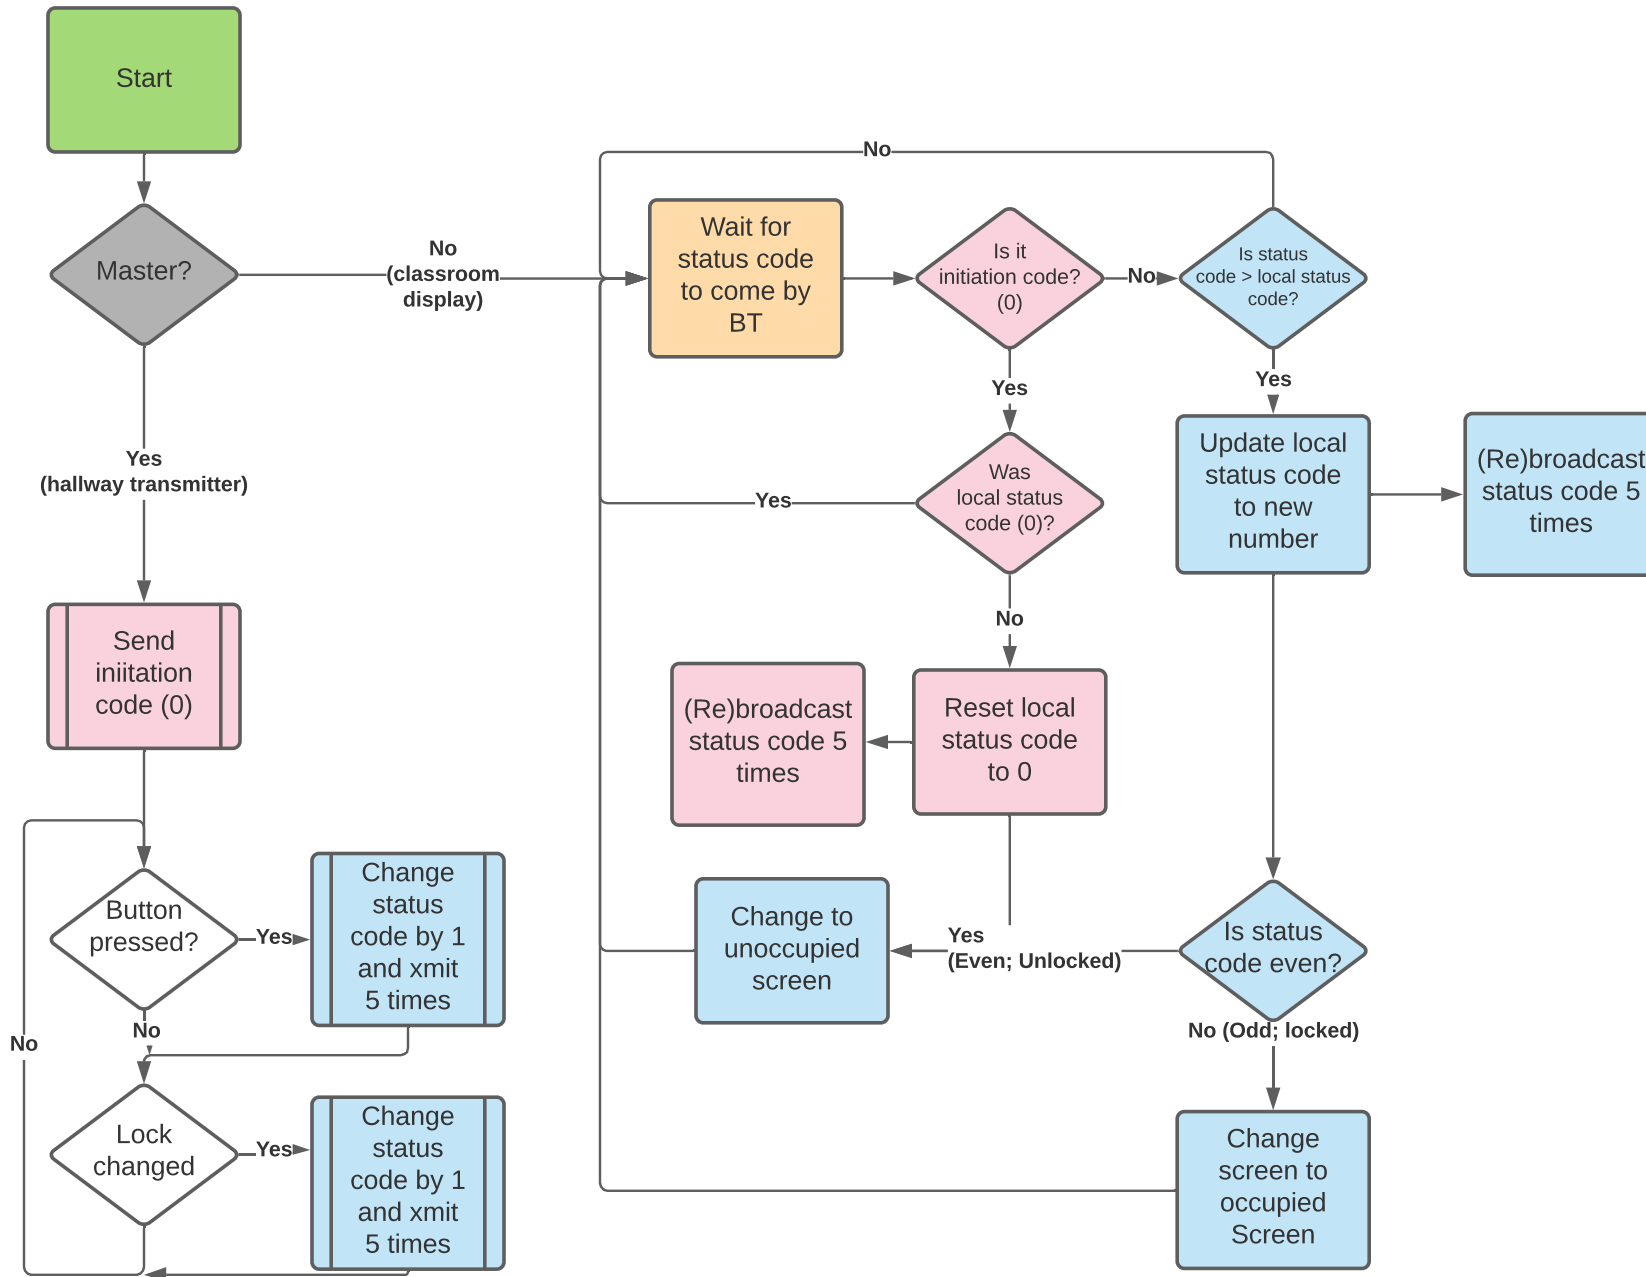 Start
Master?
No
(classroom
display)
Yes
(hallway transmitter)
Send
iniitation
code (0)
Button
pressed?
Yes
Change
status
code by 1
and xmit
5 times
No
No
Lock
changed
Yes
Change
status
code by 1
and xmit
5 times
No
Wait for
status code
to come by
BT
Is it
initiation code?
(0)
No
Is status
code > local status
code?
Yes
Yes
Update local
status code
to new
number
(Re)broadcast
status code 5
times
Was
local status
code (0)?
Yes
No
(Re)broadcast
status code 5
times
Reset local
status code
to 0
Change to
unoccupied
screen
Yes
(Even; Unlocked)
Is status
code even?
No (Odd; locked)
Change
screen to
occupied
Screen